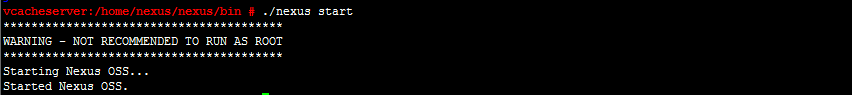 vcacheserver:/home/nexus/nexus/bin # ./nexus start
****************************************
WARNING - NOT RECOMMENDED TO RUN AS ROOT
****************************************
Starting Nexus OSS...
Started Nexus OSS.